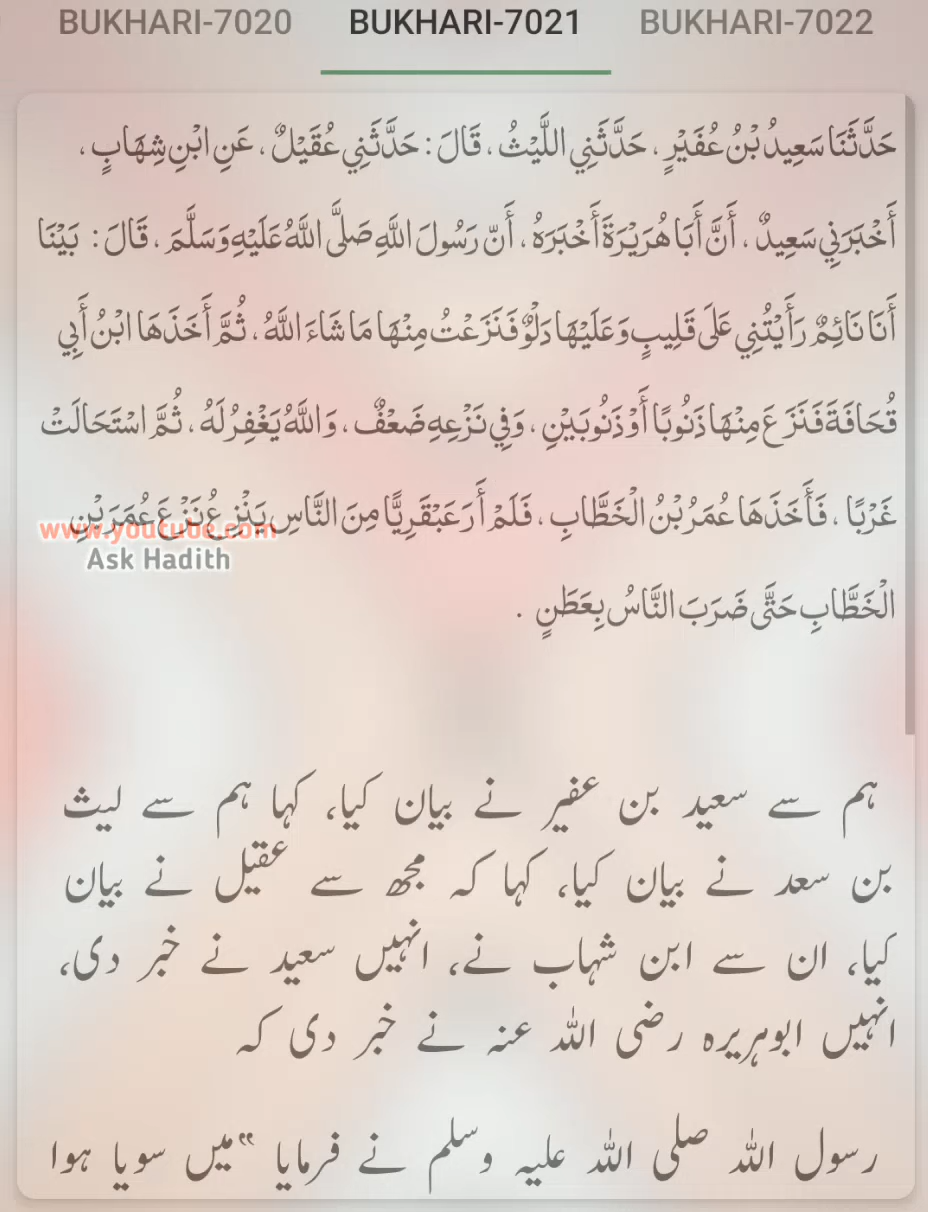 BUKHARI-7020 BUKHARI-7021 BUKHARI-7022
حَدَّثَنَا سَعِيدُ بْنُ عُفَيْرٍ ، حَدَّثَنِي اللَّيْثُ ، قَالَ : حَدَّثَنِي عُقَيْلٌ ، عَنِ ابْنِ شِهَابٍ ،
أَخْبَرَنِي سَعِيدٌ ، أَنَّ أَبَا هُرَيْرَةَ أَخْبَرَهُ ، أَنّ رَسُولَ اللَّهِ صَلَّى اللَّهُ عَلَيْهِ وَسَلَّمَ ، قَالَ : بَيْنَا
أَنَا نَائِمٌ رَأَيْتُنِي عَلَى قَلِيبٍ وَعَلَيْهَا دَلْوٌ فَنَزَعْتُ مِنْهَا مَا شَاءَ اللَّهُ ، ثُمَّ أَخَذَهَا ابْنُ أَبِي
قُحَافَةَ فَنَزَعَ مِنْهَا ذَنُوبًا أَوْ ذَنُوبَيْنِ ، وَفِي نَزْعِهِ ضَعْفٌ ، وَاللَّهُ يَغْفِرُ لَهُ ، ثُمَّ اسْتَحَالَتْ
غَرْبًا ، فَأَخَذَهَا عُمَرُ بْنُ الْخَطَّابِ ، فَلَمْ أَرَ عَبْقَرِيًّا مِنَ النَّاسِ يَنْزِعُ نَزْعَ عُمَرَ بْنِ
www.youtube.com
Ask Hadith
الْخَطَّابِ حَتَّى ضَرَبَ النَّاسُ بِعَطَنٍ .
ہم سے سعید بن عفیر نے بیان کیا، کہا ہم سے لیث
بن سعد نے بیان کیا، کہا کہ مجھ سے عقیل نے بیان
کیا، ان سے ابن شہاب نے، انہیں سعید نے خبر دی،
انہیں ابوہریرہ رضی اللہ عنہ نے خبر دی کہ
رسول اللہ صلی اللہ علیہ وسلم نے فرمایا ”میں سویا ہوا